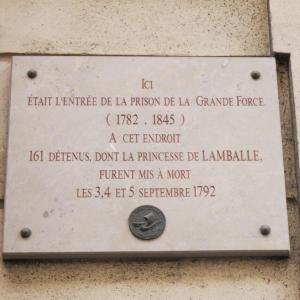 ICI
ÉTAIT L'ENTRÉE DE LA PRISON DE LA GRANDE FORCE.
( 1782 . 1845 )
A CET ENDROIT
161 DÉTENUS, DONT LA PRINCESSE DE LAMBALLE,
FURENT MIS À MORT
LES 3,4 ET 5 SEPTEMBRE 1792